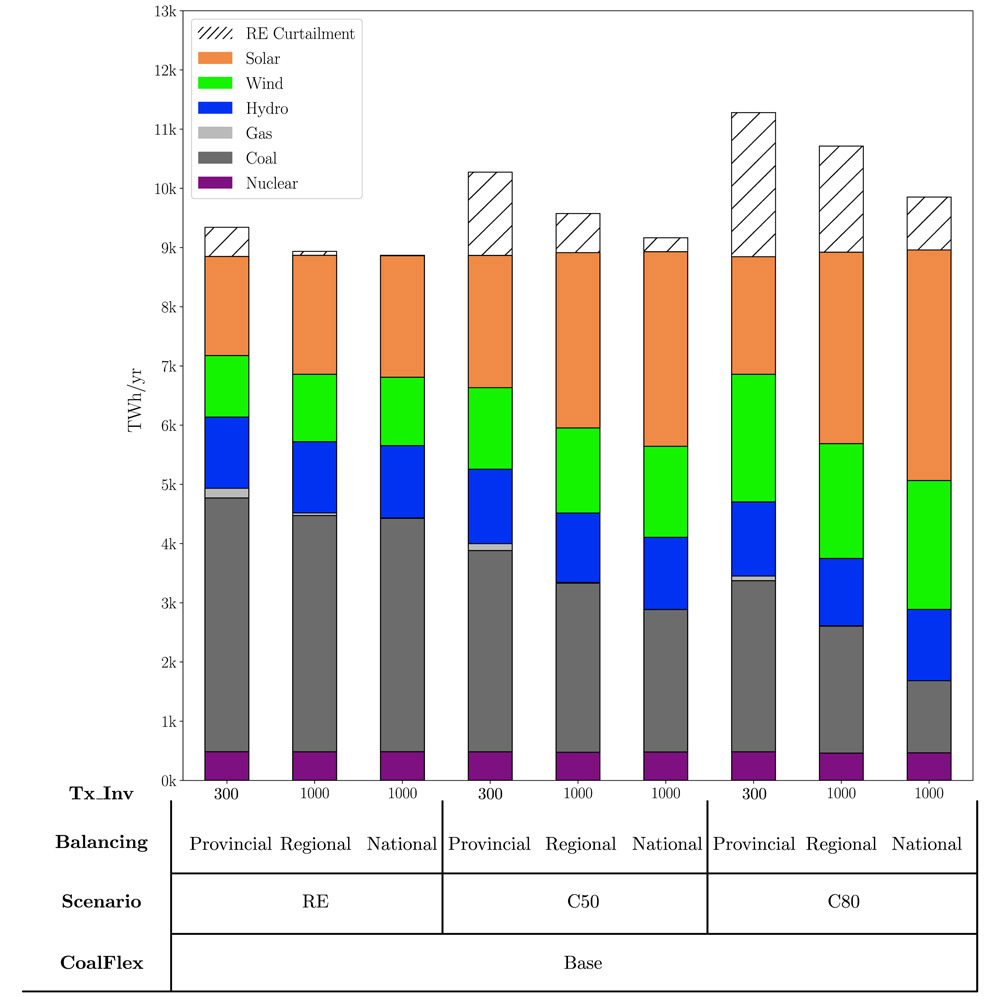 13k
12k
11k
10k
9k
8k
7k
6k
5k
4k
3k
2k
1k
0k
TWh/yr
RE Curtailment
Solar
Wind
Hydro
Gas
Coal
Nuclear
Tx_Inv 300 1000 1000 300 1000 1000 300 1000 1000
Balancing Provincial Regional National Provincial Regional National Provincial Regional National
Scenario RE C50 C80
CoalFlex Base